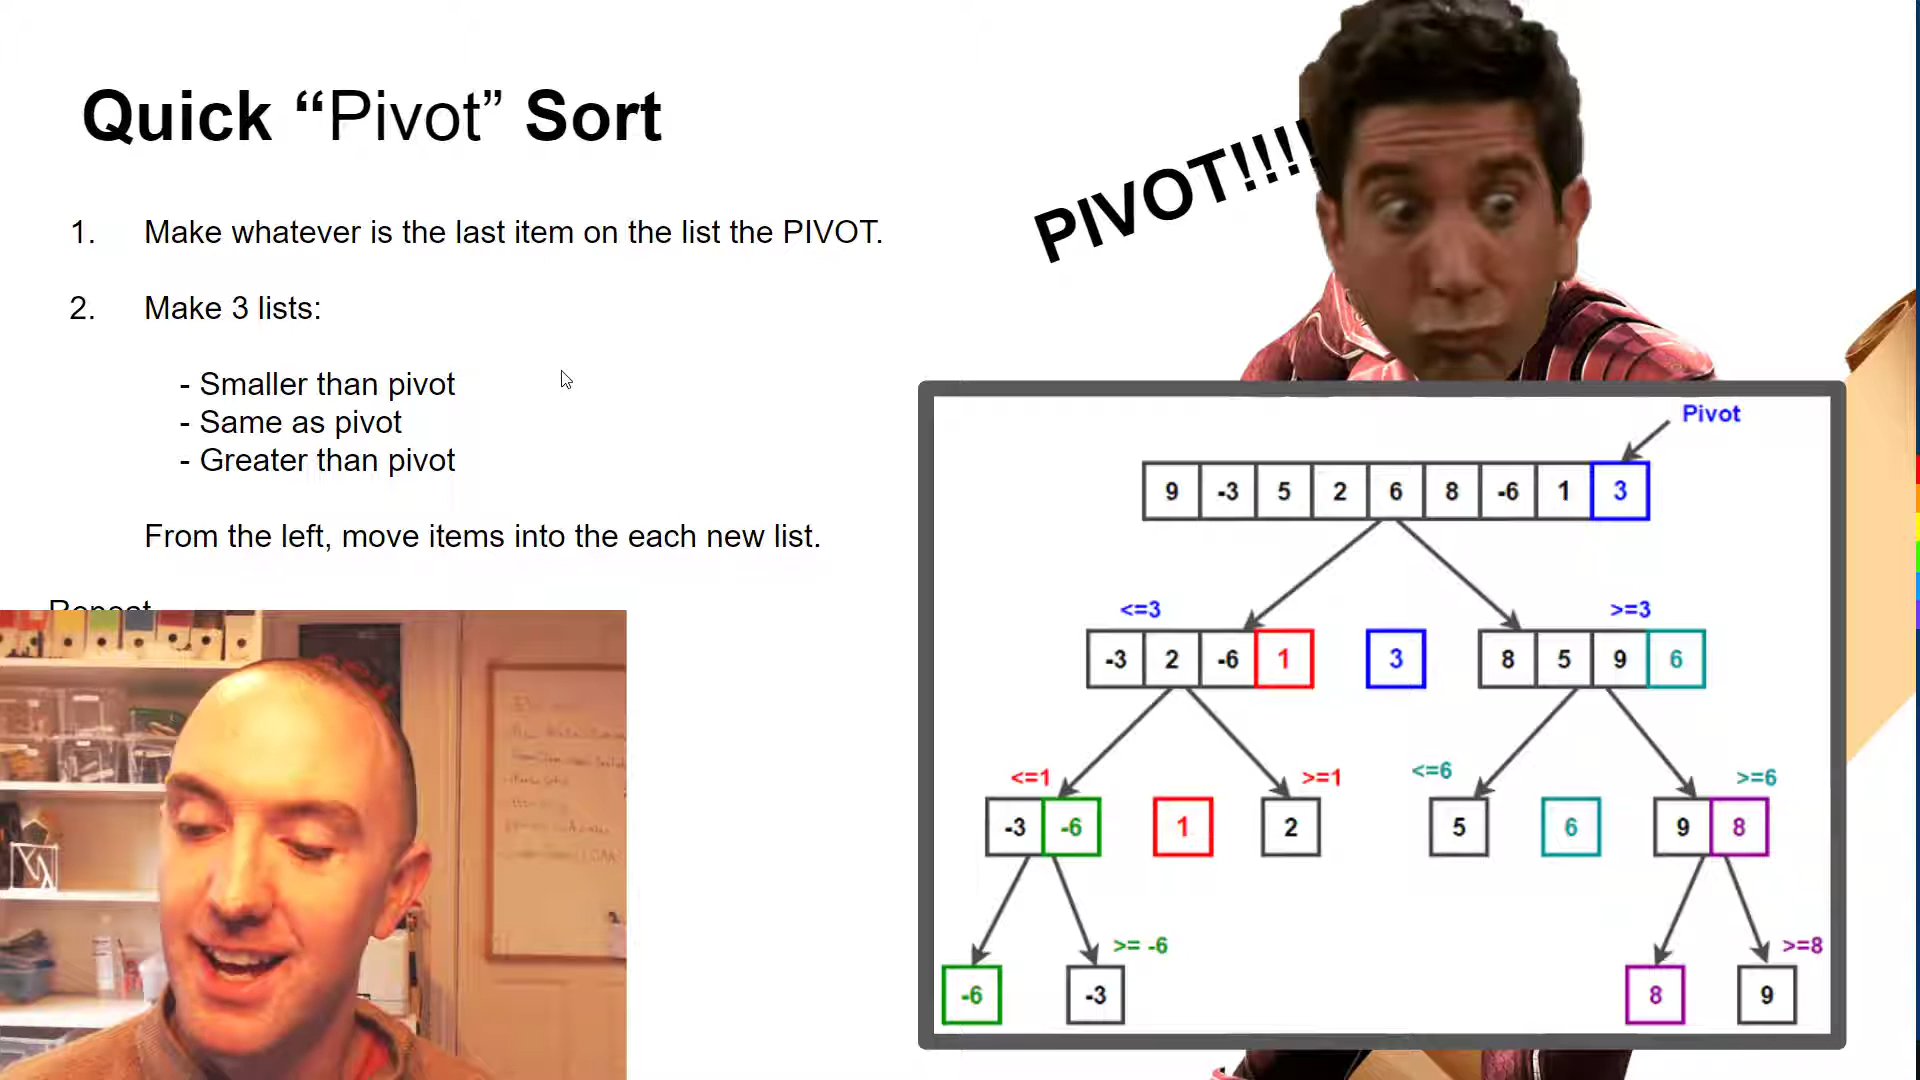 Quick “Pivot” Sort
PIVOT!!!!
1. Make whatever is the last item on the list the PIVOT.
2. Make 3 lists:
- Smaller than pivot
- Same as pivot
- Greater than pivot
From the left, move items into the each new list.
Repeat
Pivot
9 -3 5 2 6 8 -6 1 3
<=3 >=3
-3 2 -6 1 3 8 5 9 6
<=1 >=1 <=6 >=6
-3 -6 1 2 5 6 9 8
>= -6 >=8
-6 -3 8 9